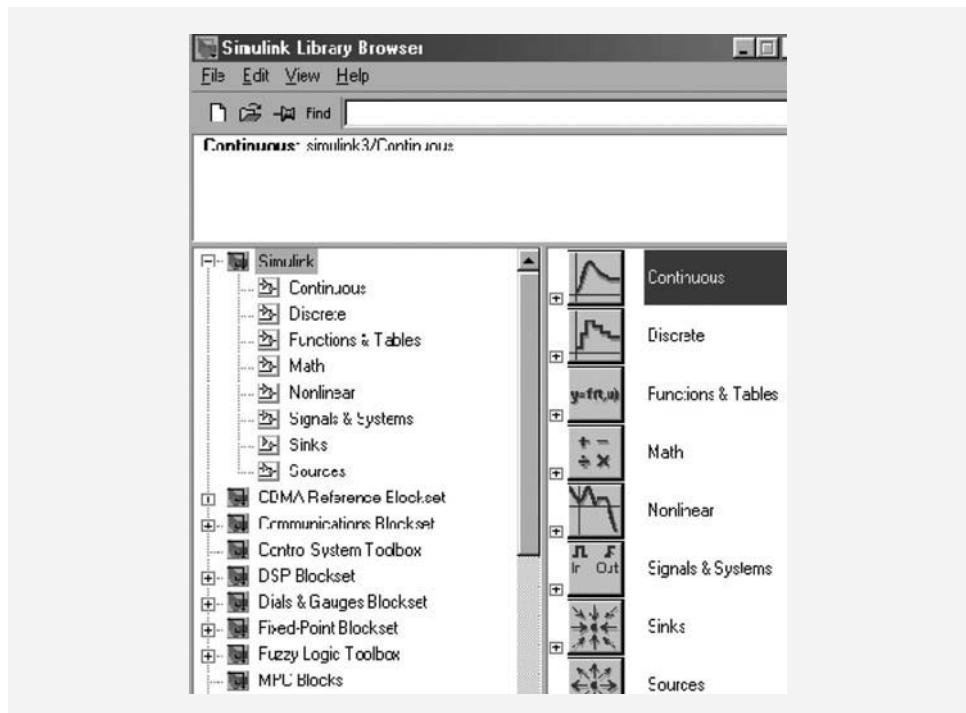 Simulink Library Browser
File Edit View Help
Find
Continuous: simulink3/Continuous
Simulink
Continuous
Discrete
Functions & Tables
Math
Nonlinear
Signals & Systems
Sinks
Sources
CDMA Reference Blockset
Communications Blockset
Control System Toolbox
DSP Blockset
Dials & Gauges Blockset
Fixed-Point Blockset
Fuzzy Logic Toolbox
MPC Blocks
Continuous
Discrete
y=f(t,u)
Functions & Tables
+ −
÷ ×
Math
Nonlinear
In Out
Signals & Systems
Sinks
Sources